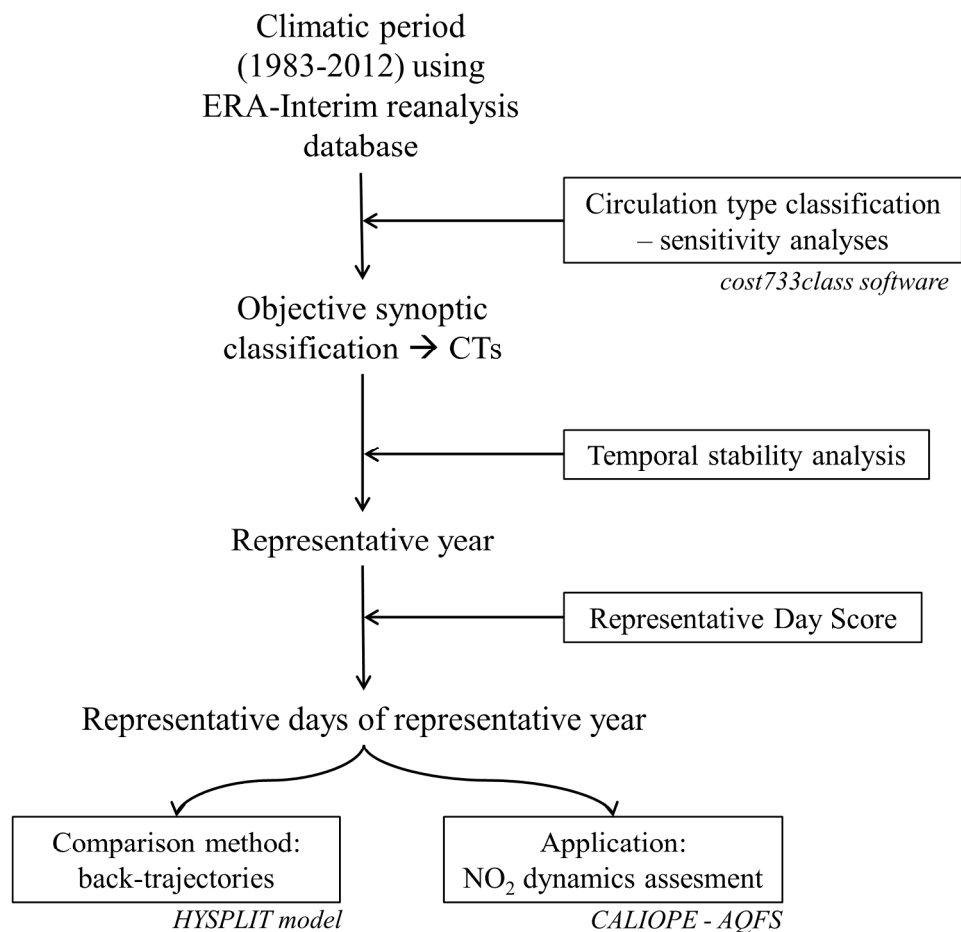 Climatic period
(1983-2012) using
ERA-Interim reanalysis
database
Circulation type classification
– sensitivity analyses
cost733class software
Objective synoptic
classification → CTs
Temporal stability analysis
Representative year
Representative Day Score
Representative days of representative year
Comparison method:
back-trajectories
HYSPLIT model
Application:
NO₂ dynamics assesment
CALIOPE - AQFS